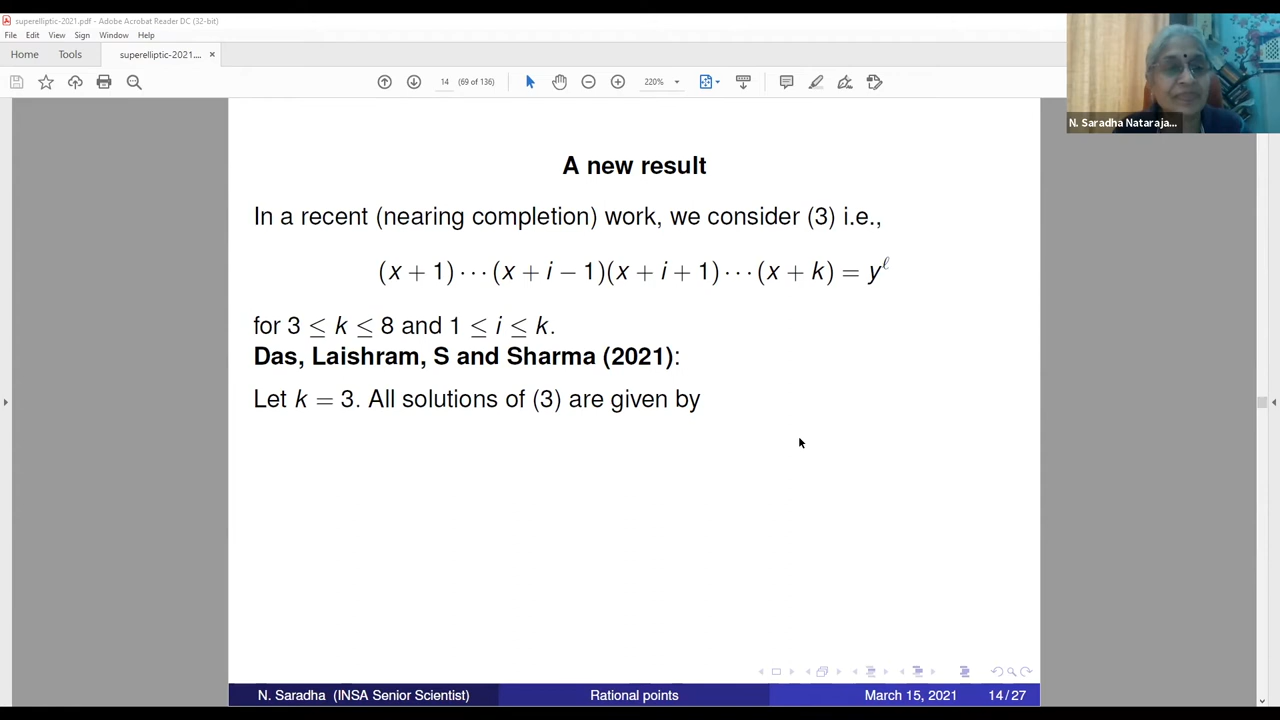 superelliptic-2021.pdf - Adobe Acrobat Reader DC (32-bit)
File Edit View Sign Window Help
Home Tools superelliptic-2021.... ×
14 (69 of 136) 220%
N. Saradha Nataraja...
A new result
In a recent (nearing completion) work, we consider (3) i.e.,
(x + 1) ··· (x + i − 1)(x + i + 1) ··· (x + k) = y^ℓ
for 3 ≤ k ≤ 8 and 1 ≤ i ≤ k.
Das, Laishram, S and Sharma (2021):
Let k = 3. All solutions of (3) are given by
N. Saradha (INSA Senior Scientist) Rational points March 15, 2021 14/27